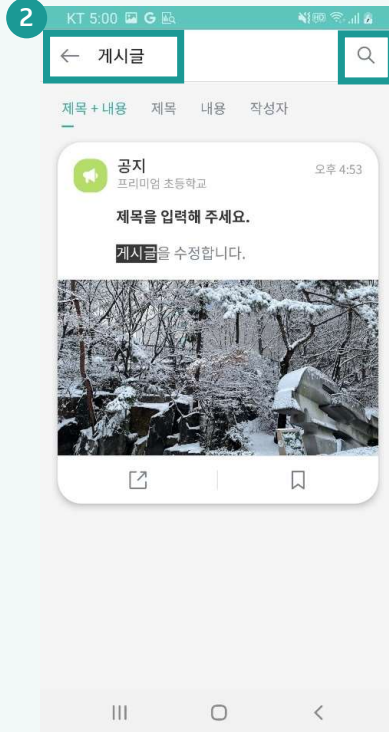 2
KT 5:00 G
게시글
제목 + 내용 제목 내용 작성자
공지
오후 4:53
프리미엄 초등학교
제목을 입력해 주세요.
게시글을 수정합니다.